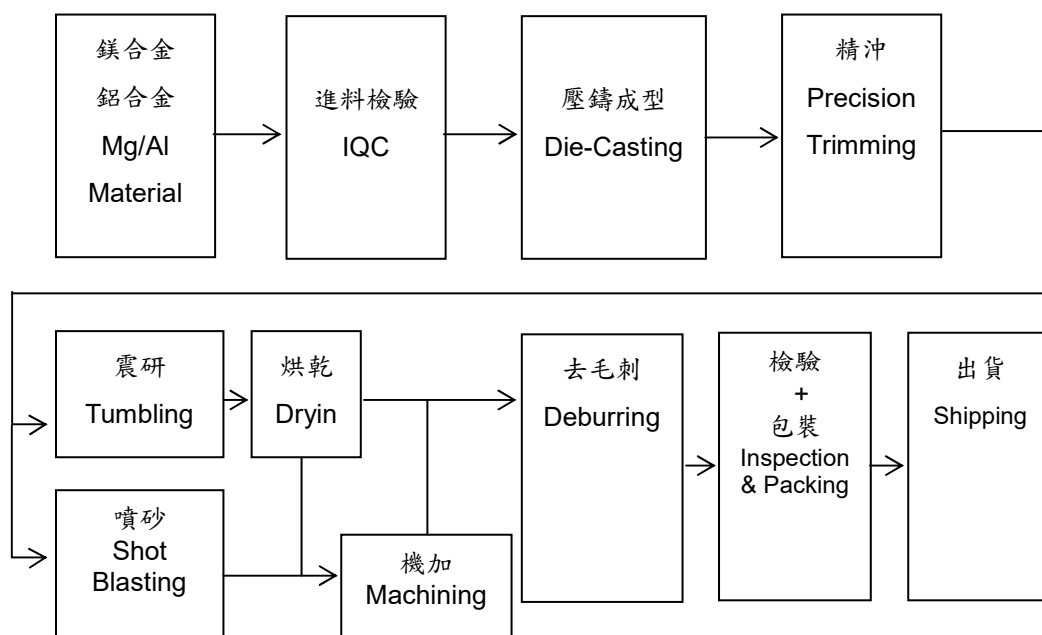 鎂合金
鋁合金
Mg/Al
Material
進料檢驗
IQC
壓鑄成型
Die-Casting
精沖
Precision
Trimming
震研
Tumbling
烘乾
Dryin
去毛刺
Deburring
檢驗
+
包裝
Inspection
& Packing
出貨
Shipping
噴砂
Shot
Blasting
機加
Machining